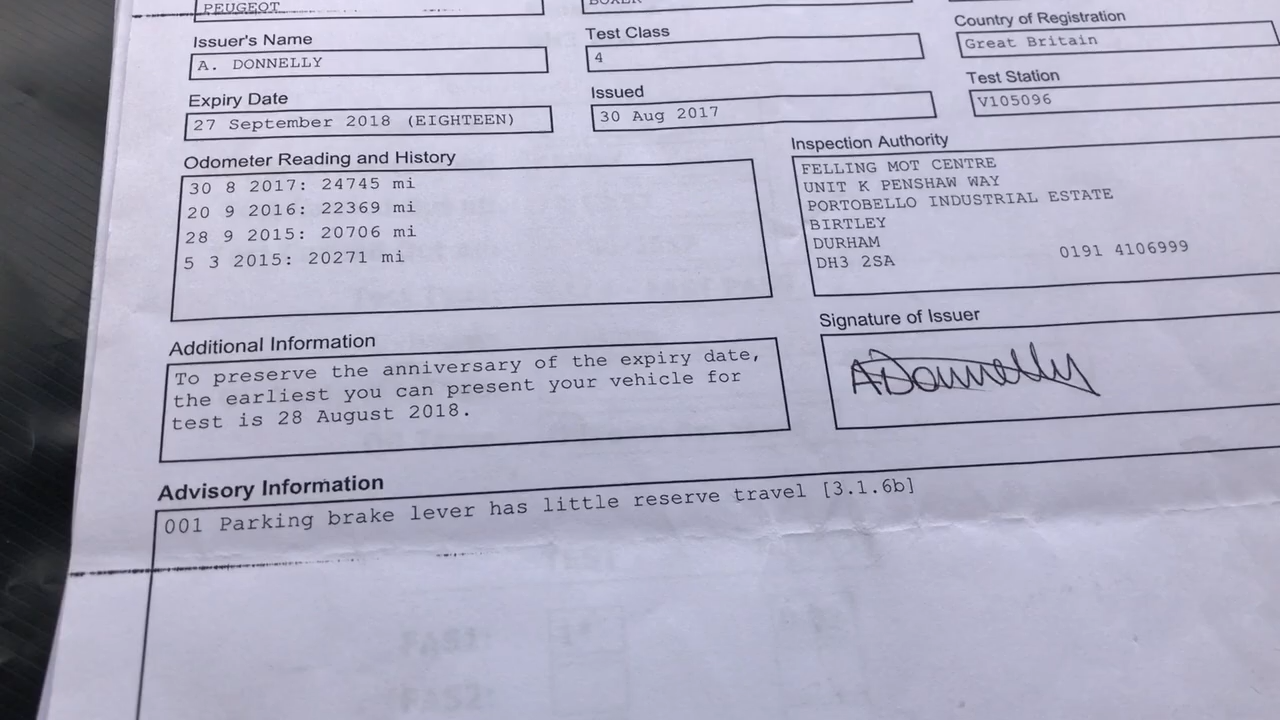 PEUGEOT
BOXER
Issuer's Name
A. DONNELLY
Test Class
4
Country of Registration
Great Britain
Expiry Date
27 September 2018 (EIGHTEEN)
Issued
30 Aug 2017
Test Station
V105096
Odometer Reading and History
30 8 2017: 24745 mi
20 9 2016: 22369 mi
28 9 2015: 20706 mi
5 3 2015: 20271 mi
Inspection Authority
FELLING MOT CENTRE
UNIT K PENSHAW WAY
PORTOBELLO INDUSTRIAL ESTATE
BIRTLEY
DURHAM
DH3 2SA 0191 4106999
Additional Information
To preserve the anniversary of the expiry date,
the earliest you can present your vehicle for
test is 28 August 2018.
Signature of Issuer
ADonnelly
Advisory Information
001 Parking brake lever has little reserve travel [3.1.6b]
FAS1:
FAS2: